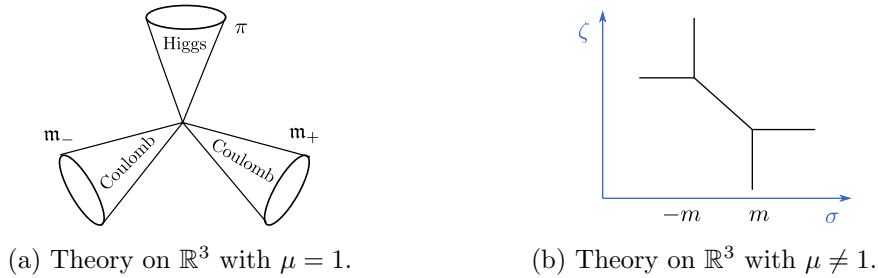 Higgs
π
𝔪₋
𝔪₊
Coulomb
Coulomb
(a) Theory on ℝ³ with μ = 1.
ζ
−m
m
σ
(b) Theory on ℝ³ with μ ≠ 1.